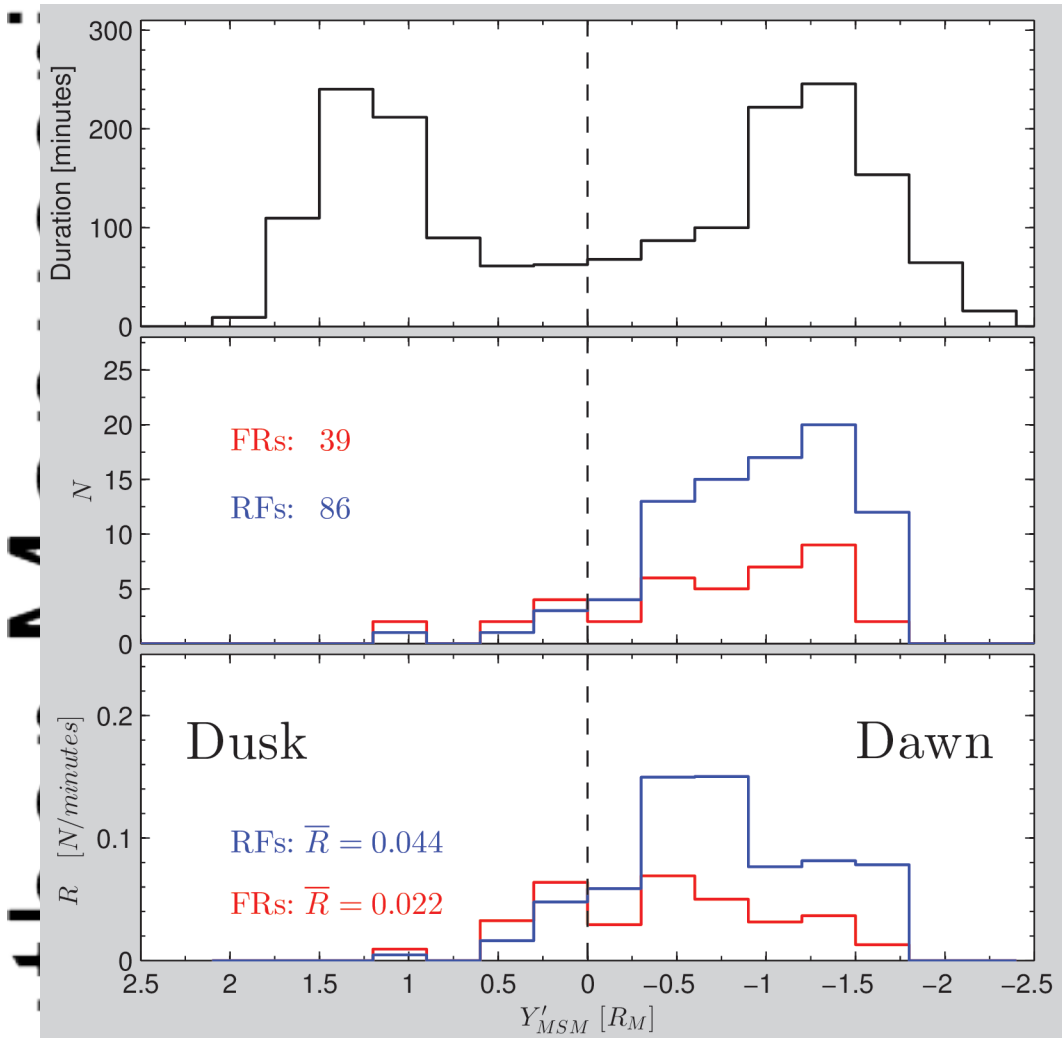 300
200
100
0
Duration [minutes]
25
20
15
10
5
0
N
FRs: 39
RFs: 86
0.2
0.1
0
R [N/minutes]
Dusk
Dawn
RFs: R̅ = 0.044
FRs: R̅ = 0.022
2.5 2 1.5 1 0.5 0 −0.5 −1 −1.5 −2 −2.5
Y′MSM [RM]